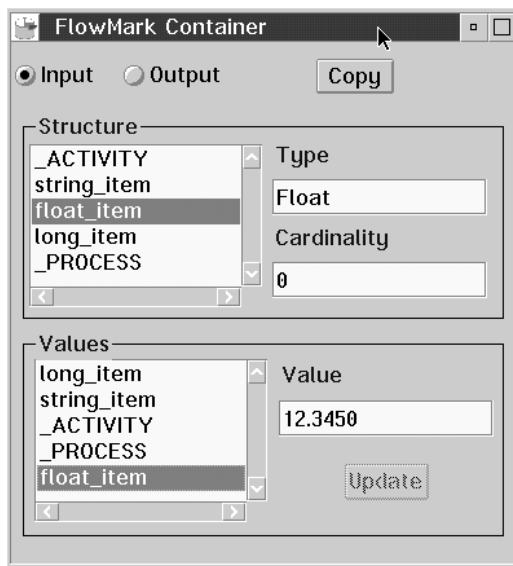 FlowMark Container
Input Output Copy
Structure
_ACTIVITY
string_item
float_item
long_item
_PROCESS
Type
Float
Cardinality
0
Values
long_item
string_item
_ACTIVITY
_PROCESS
float_item
Value
12.3450
Update